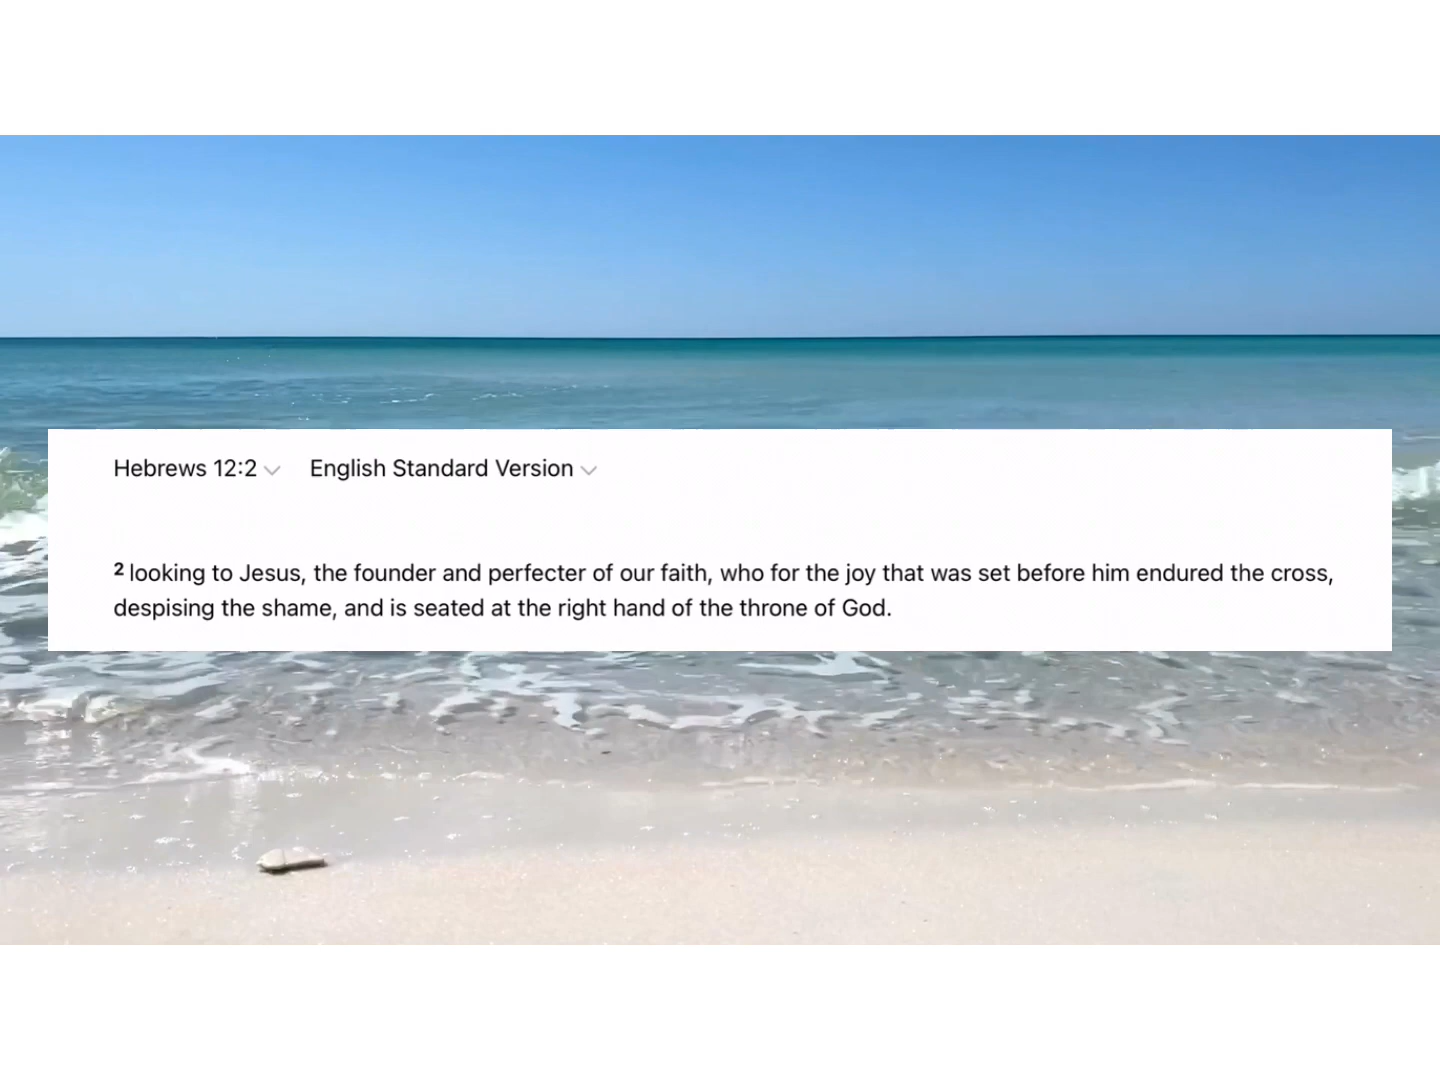 Hebrews 12:2 English Standard Version
2 looking to Jesus, the founder and perfecter of our faith, who for the joy that was set before him endured the cross,
despising the shame, and is seated at the right hand of the throne of God.